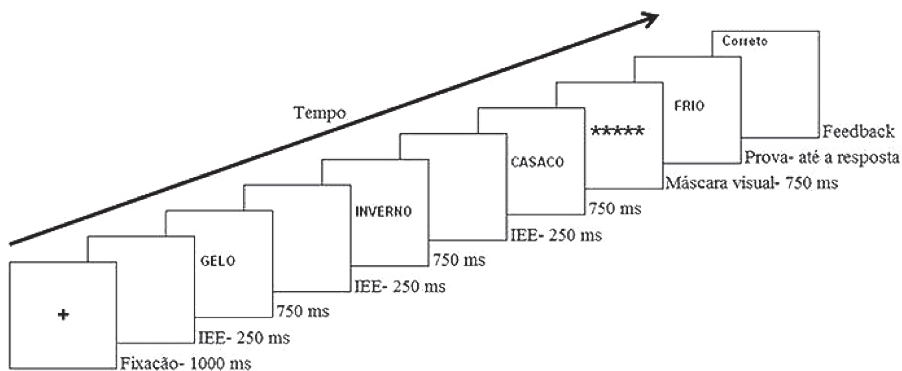 Correto
Tempo
FRIO
Feedback
*****
Prova- até a resposta
CASACO
Máscara visual- 750 ms
INVERNO
750 ms
IEE- 250 ms
GELO
750 ms
IEE- 250 ms
+
750 ms
IEE- 250 ms
Fixação- 1000 ms